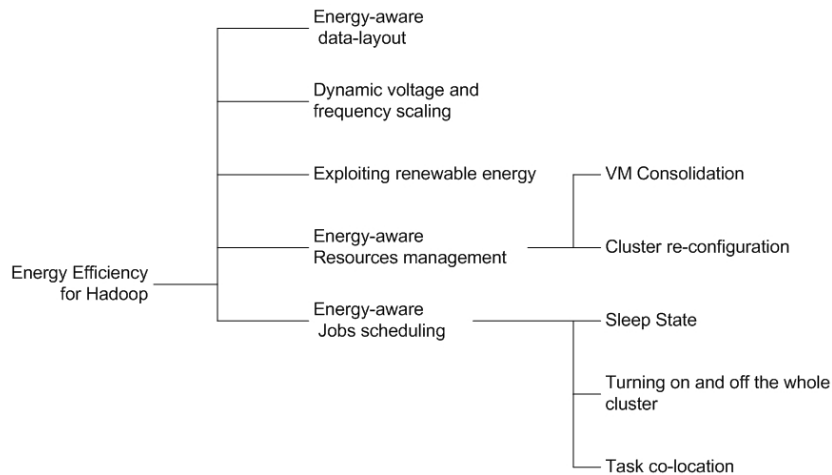 Energy-aware
data-layout
Dynamic voltage and
frequency scaling
Exploiting renewable energy
VM Consolidation
Energy-aware
Resources management
Cluster re-configuration
Energy Efficiency
for Hadoop
Energy-aware
Jobs scheduling
Sleep State
Turning on and off the whole
cluster
Task co-location